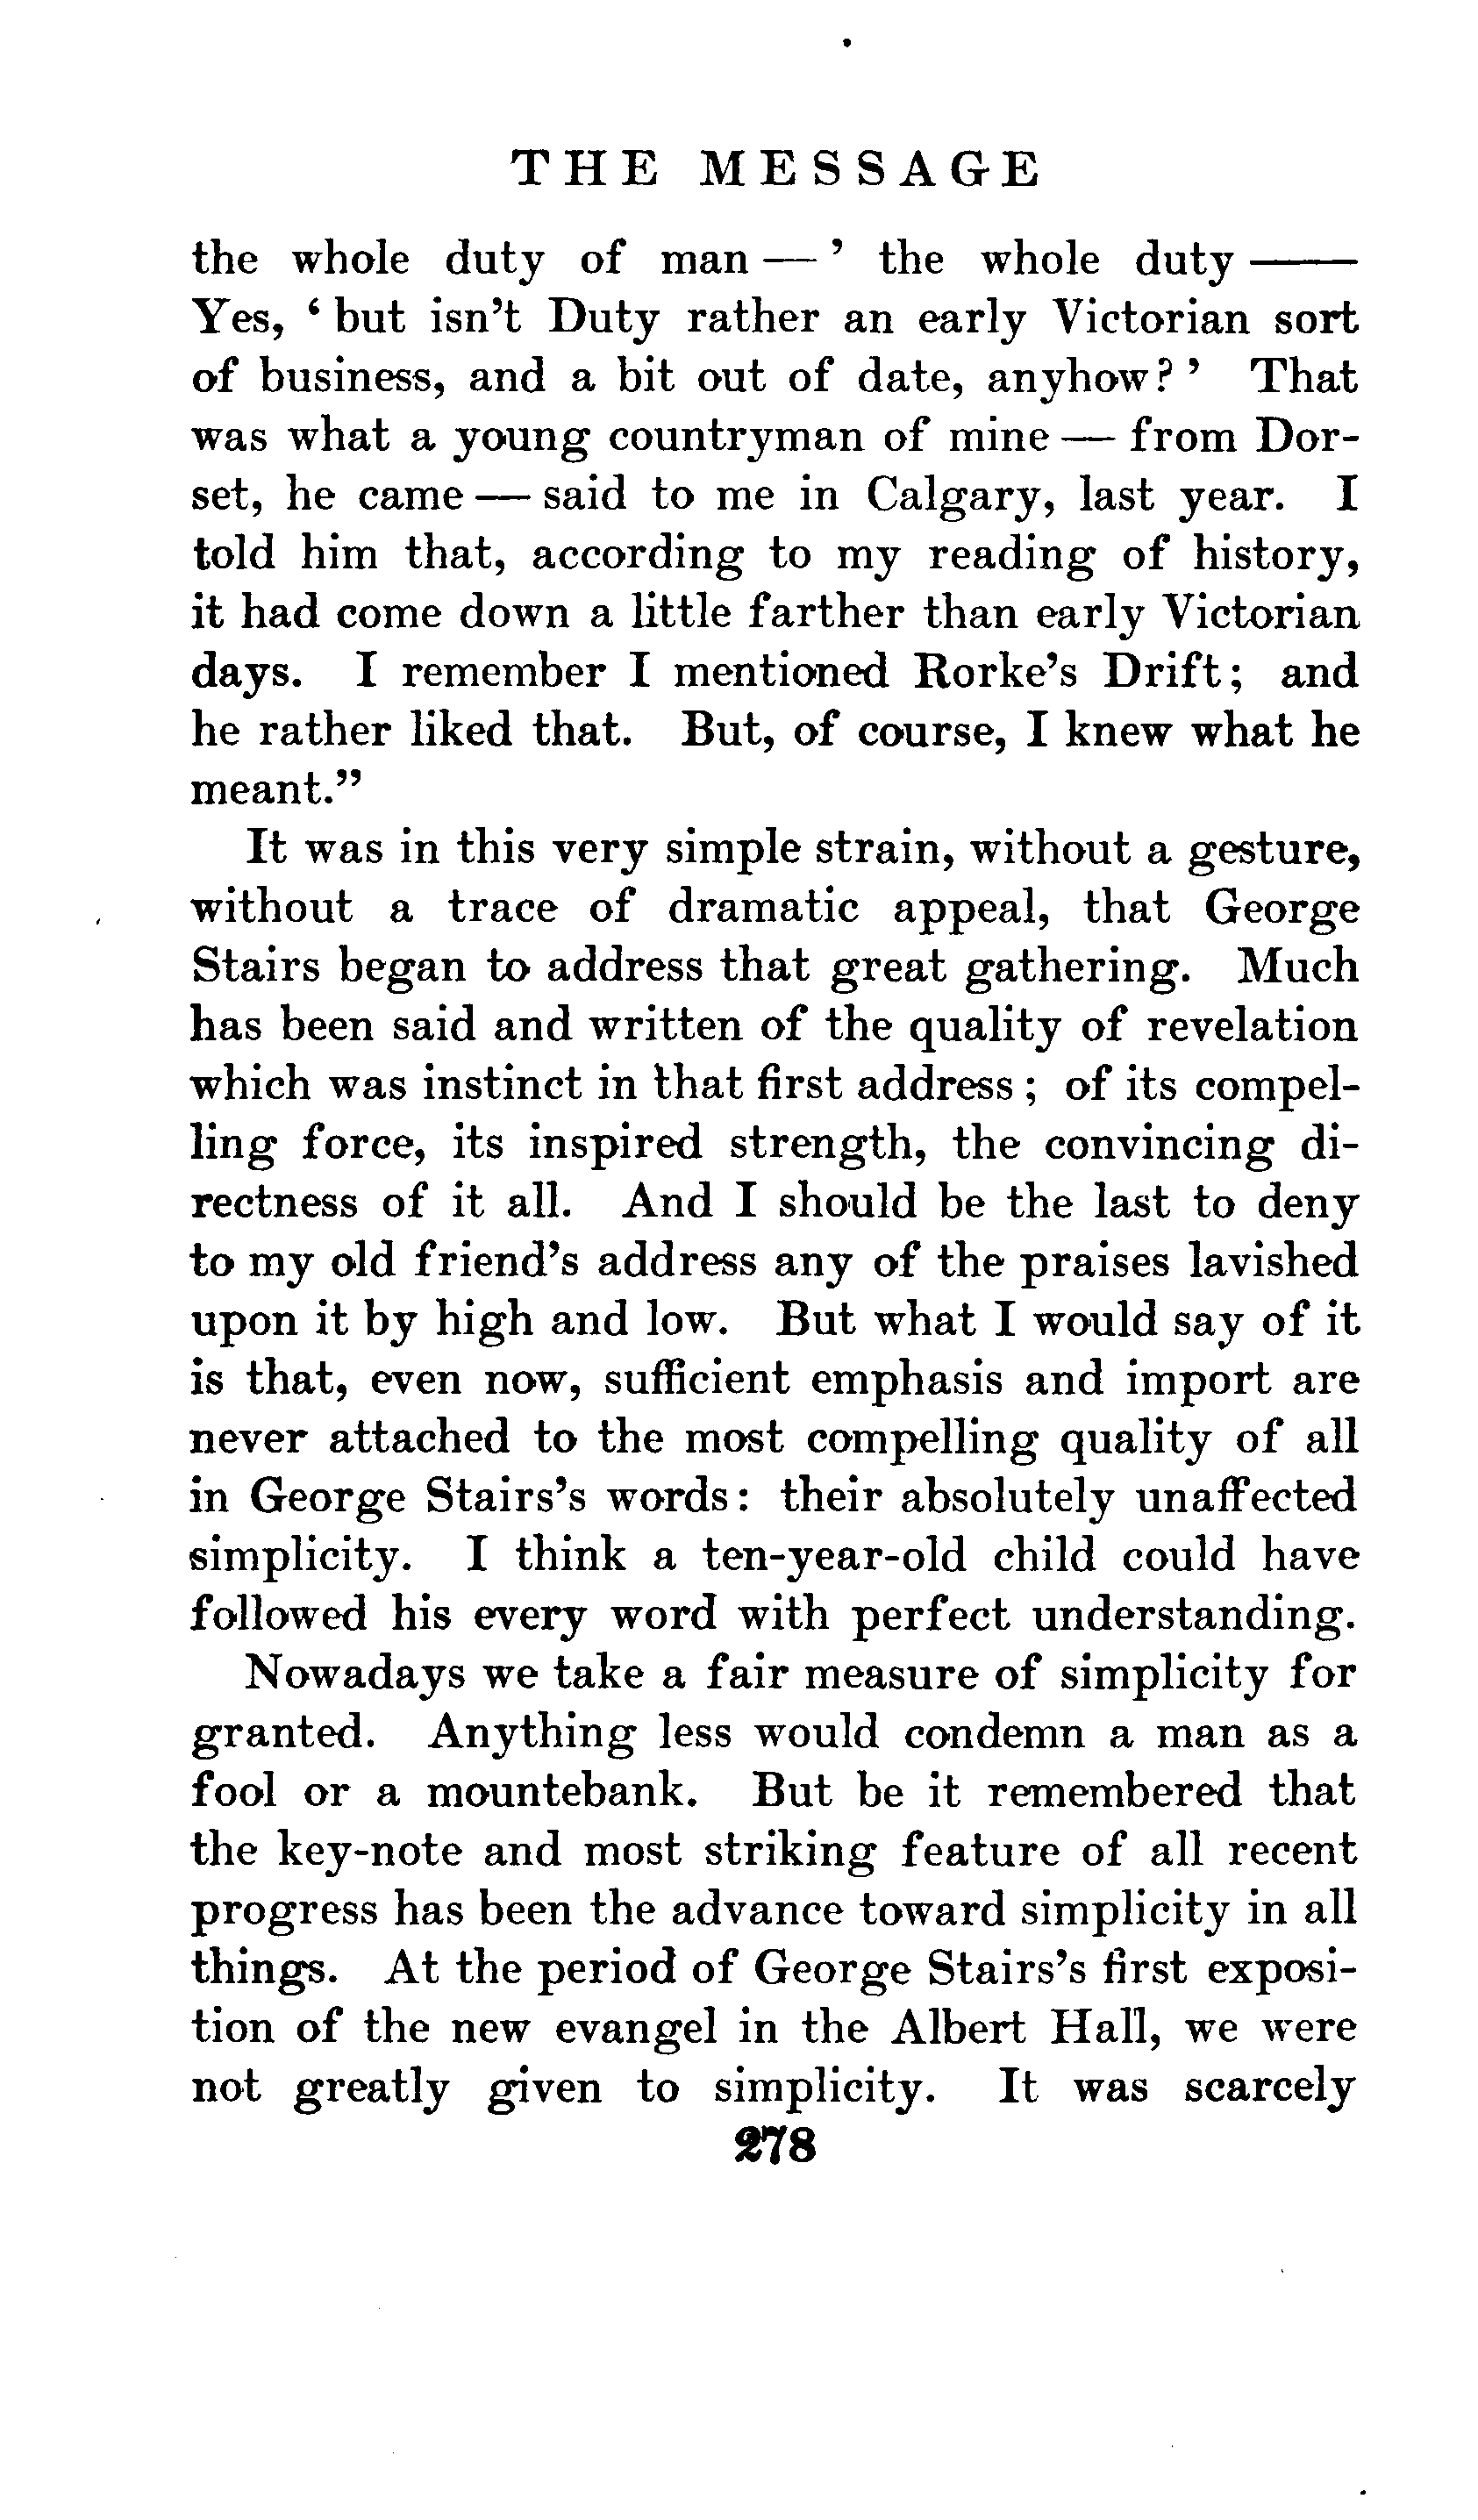 THE MESSAGE
the whole duty of man — ’ the whole duty ——
Yes, ‘ but isn't Duty rather an early Victorian sort
of business, and a bit out of date, anyhow? ’ That
was what a young countryman of mine — from Dor-
set, he came — said to me in Calgary, last year. I
told him that, according to my reading of history,
it had come down a little farther than early Victorian
days. I remember I mentioned Rorke's Drift; and
he rather liked that. But, of course, I knew what he
meant.”
It was in this very simple strain, without a gesture,
without a trace of dramatic appeal, that George
Stairs began to address that great gathering. Much
has been said and written of the quality of revelation
which was instinct in that first address; of its compel-
ling force, its inspired strength, the convincing di-
rectness of it all. And I should be the last to deny
to my old friend's address any of the praises lavished
upon it by high and low. But what I would say of it
is that, even now, sufficient emphasis and import are
never attached to the most compelling quality of all
in George Stairs's words: their absolutely unaffected
simplicity. I think a ten-year-old child could have
followed his every word with perfect understanding.
Nowadays we take a fair measure of simplicity for
granted. Anything less would condemn a man as a
fool or a mountebank. But be it remembered that
the key-note and most striking feature of all recent
progress has been the advance toward simplicity in all
things. At the period of George Stairs's first exposi-
tion of the new evangel in the Albert Hall, we were
not greatly given to simplicity. It was scarcely
278